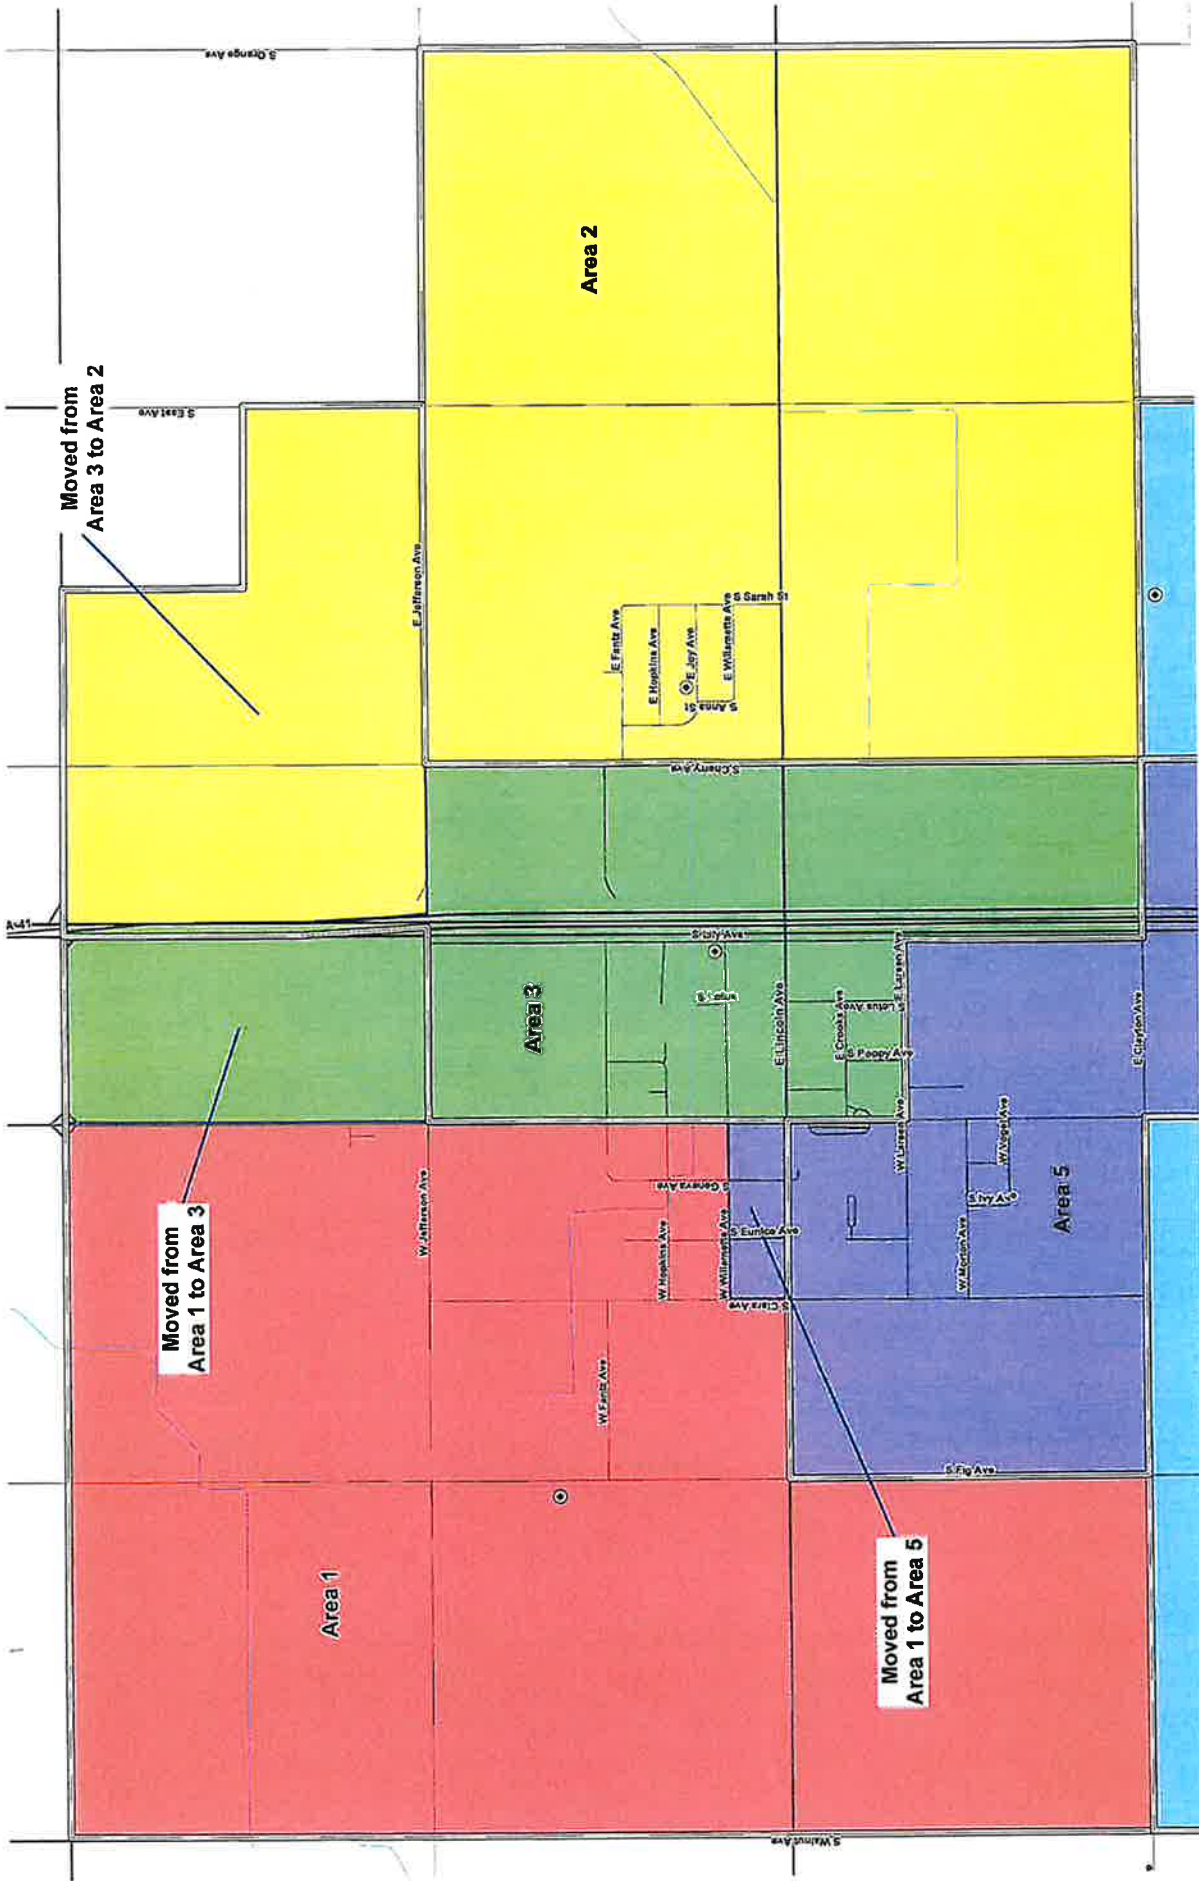 S Orange Ave
Moved from
Area 3 to Area 2
S East Ave
Area 2
E Jefferson Ave
E Fantz Ave
E Hopkins Ave
E Joy Ave
E Willamette Ave
S Sarah St
S Anna St
S Cherry Ave
A-41
S Lily Ave
Area 3
E Lincoln Ave
E Crooks Ave
S Poppy Ave
S Lotus Ave
E Larsen Ave
E Clayton Ave
Moved from
Area 1 to Area 3
W Jefferson Ave
S Geneva Ave
W Hopkins Ave
W Willamette Ave
S Eunice Ave
S Clara Ave
W Larsen Ave
W Vogel Ave
S Ivy Ave
W Morton Ave
Area 5
W Fantz Ave
S Fig Ave
Area 1
Moved from
Area 1 to Area 5
S Walnut Ave